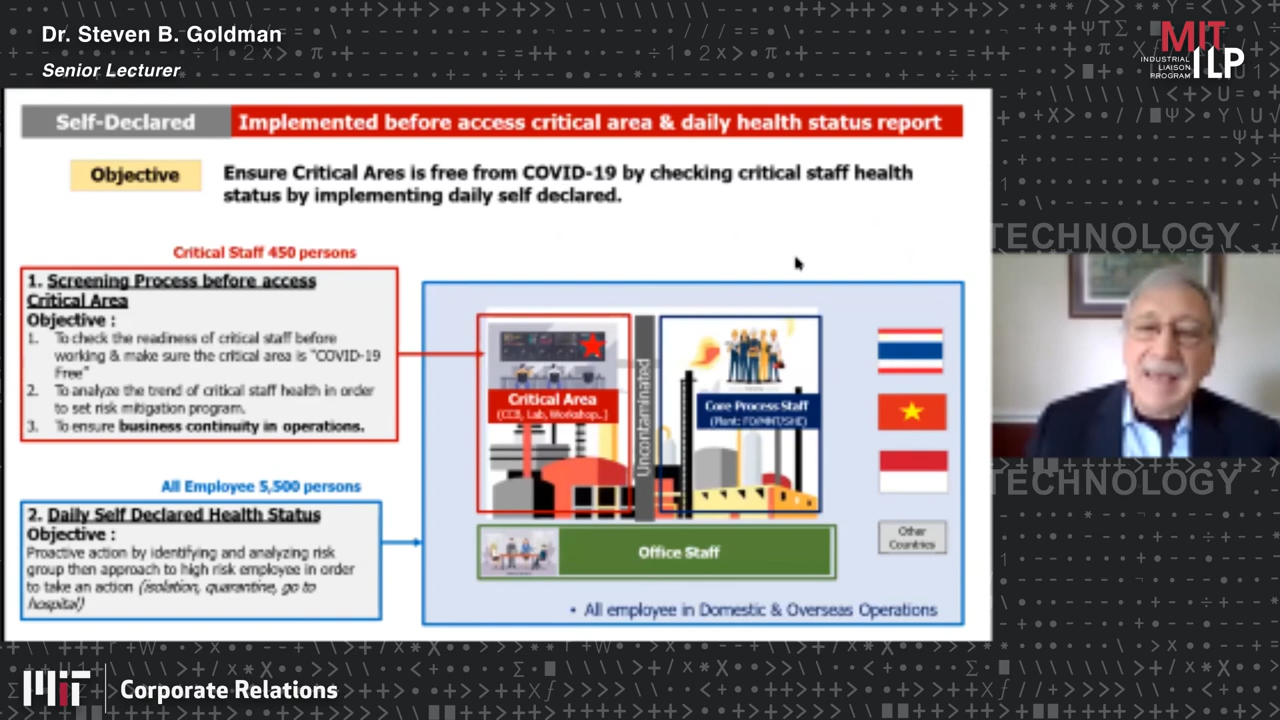 Dr. Steven B. Goldman
Senior Lecturer
MIT
ILP
INDUSTRIAL
LIAISON
PROGRAM
Self-Declared
Implemented before access critical area & daily health status report
Objective
Ensure Critical Ares is free from COVID-19 by checking critical staff health
status by implementing daily self declared.
Critical Staff 450 persons
1. Screening Process before access
Critical Area
Objective :
1. To check the readiness of critical staff before
working & make sure the critical area is "COVID-19
Free"
2. To analyze the trend of critical staff health in order
to set risk mitigation program.
3. To ensure business continuity in operations.
All Employee 5,500 persons
2. Daily Self Declared Health Status
Objective :
Proactive action by identifying and analyzing risk
group then approach to high risk employee in order
to take an action (isolation, quarantine, go to
hospital)
Critical Area
(CCB, Lab, Workshop..)
Uncontaminated
Core Process Staff
(Plant: FO/MNT/SHE)
Office Staff
Other
Countries
• All employee in Domestic & Overseas Operations
TECHNOLOGY
TECHNOLOGY
MIT
Corporate Relations